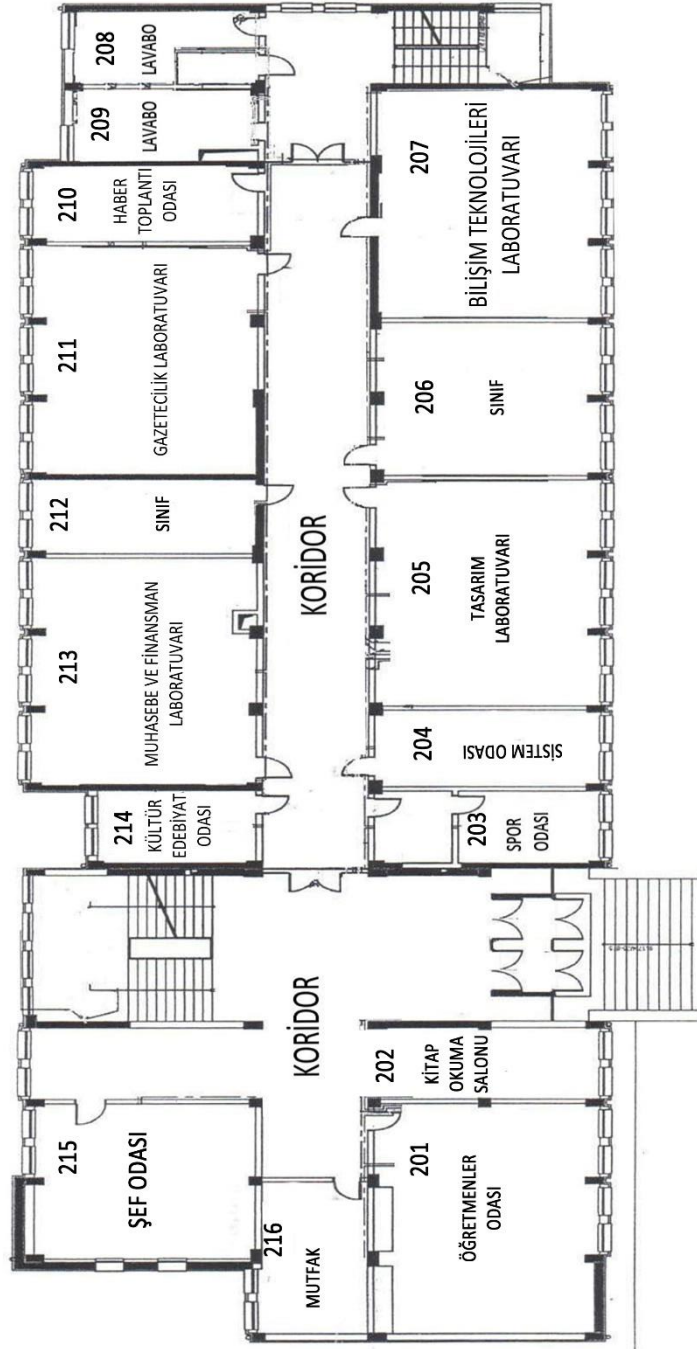 215
ŞEF ODASI
214
KÜLTÜR
EDEBİYAT
ODASI
213
MUHASEBE VE FİNANSMAN
LABORATUVARI
212
SINIF
211
GAZETECİLIK LABORATUVARI
210
HABER
TOPLANTI
ODASI
209
LAVABO
208
LAVABO
216
MUTFAK
KORİDOR
KORİDOR
201
ÖĞRETMENLER
ODASI
202
KİTAP
OKUMA
SALONU
203
SPOR
ODASI
204
SİSTEM ODASI
205
TASARIM
LABORATUVARI
206
SINIF
207
BİLİŞİM TEKNOLOJİLERİ
LABORATUVARI